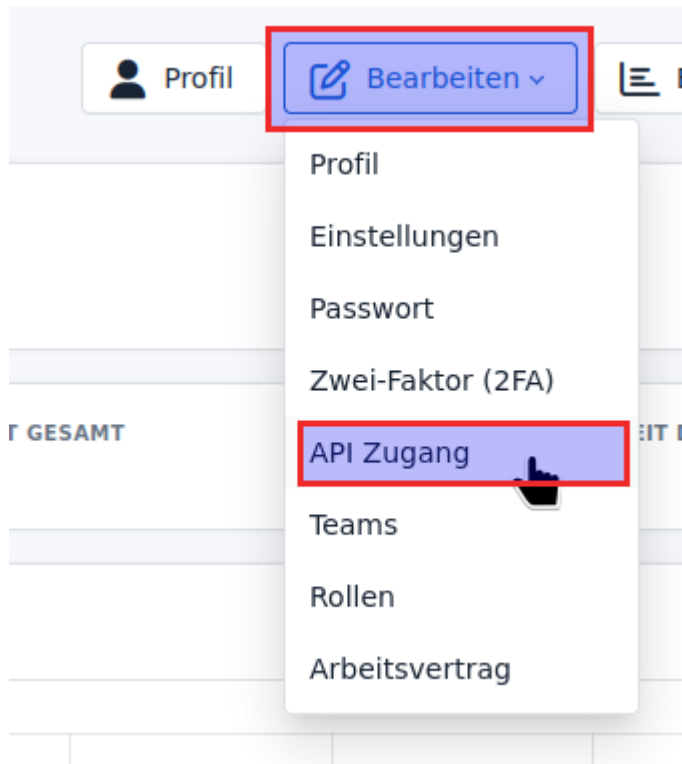 Profil
Bearbeiten
Profil
Einstellungen
Passwort
Zwei-Faktor (2FA)
T GESAMT
API Zugang
EIT
Teams
Rollen
Arbeitsvertrag